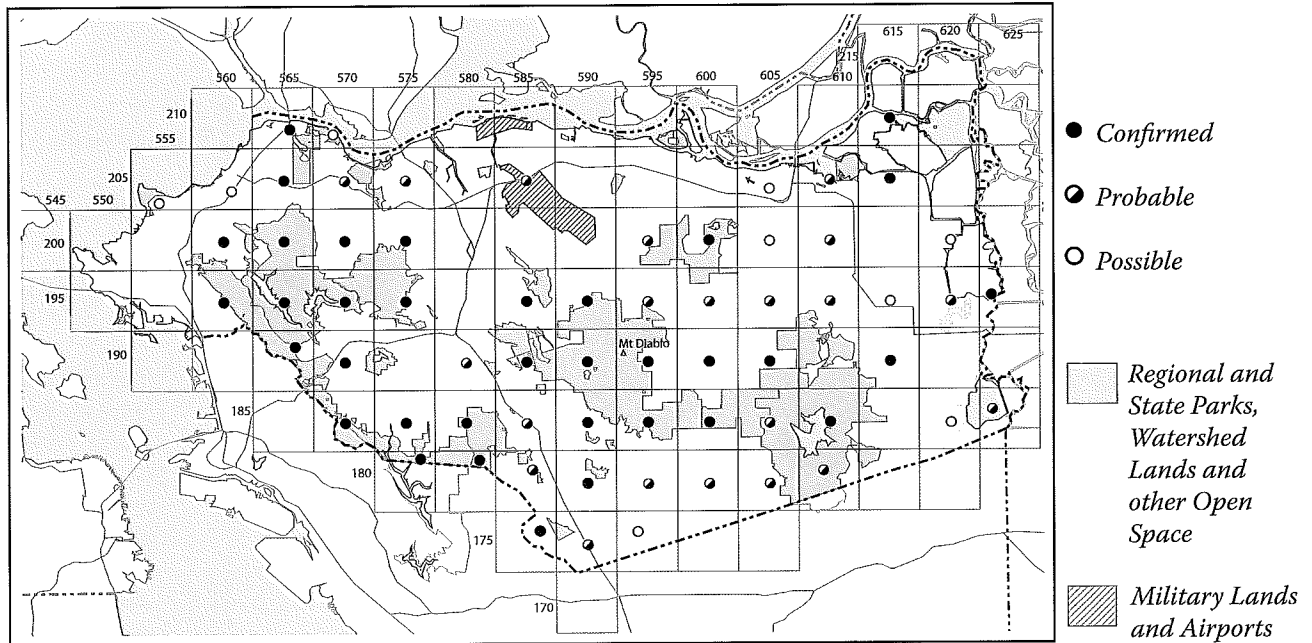 615
620
625
215
560
565
570
575
580
585
590
595
600
605
610
210
555
205
545
550
200
195
190
Mt Diablo
185
180
175
170
Confirmed
Probable
Possible
Regional and
State Parks,
Watershed
Lands and
other Open
Space
Military Lands
and Airports